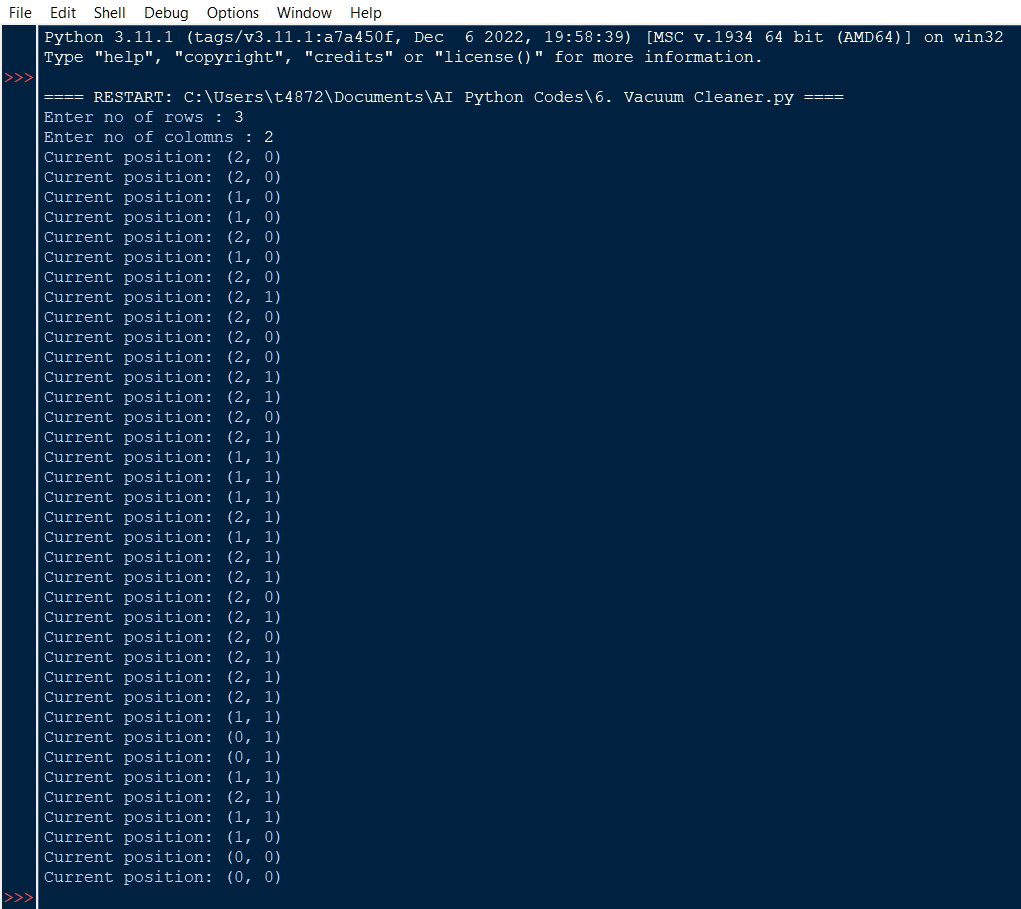 File Edit Shell Debug Options Window Help
Python 3.11.1 (tags/v3.11.1:a7a450f, Dec  6 2022, 19:58:39) [MSC v.1934 64 bit (AMD64)] on win32
Type "help", "copyright", "credits" or "license()" for more information.
>>>
==== RESTART: C:\Users\t4872\Documents\AI Python Codes\6. Vacuum Cleaner.py ====
Enter no of rows : 3
Enter no of colomns : 2
Current position: (2, 0)
Current position: (2, 0)
Current position: (1, 0)
Current position: (1, 0)
Current position: (2, 0)
Current position: (1, 0)
Current position: (2, 0)
Current position: (2, 1)
Current position: (2, 0)
Current position: (2, 0)
Current position: (2, 0)
Current position: (2, 1)
Current position: (2, 1)
Current position: (2, 0)
Current position: (2, 1)
Current position: (1, 1)
Current position: (1, 1)
Current position: (1, 1)
Current position: (2, 1)
Current position: (1, 1)
Current position: (2, 1)
Current position: (2, 1)
Current position: (2, 0)
Current position: (2, 1)
Current position: (2, 0)
Current position: (2, 1)
Current position: (2, 1)
Current position: (2, 1)
Current position: (1, 1)
Current position: (0, 1)
Current position: (0, 1)
Current position: (1, 1)
Current position: (2, 1)
Current position: (1, 1)
Current position: (1, 0)
Current position: (0, 0)
Current position: (0, 0)
>>>